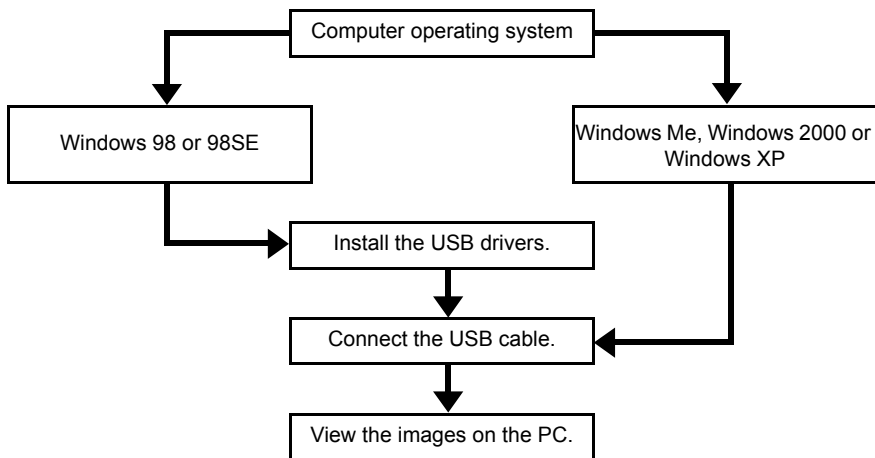 Computer operating system
Windows 98 or 98SE
Windows Me, Windows 2000 or
Windows XP
Install the USB drivers.
Connect the USB cable.
View the images on the PC.